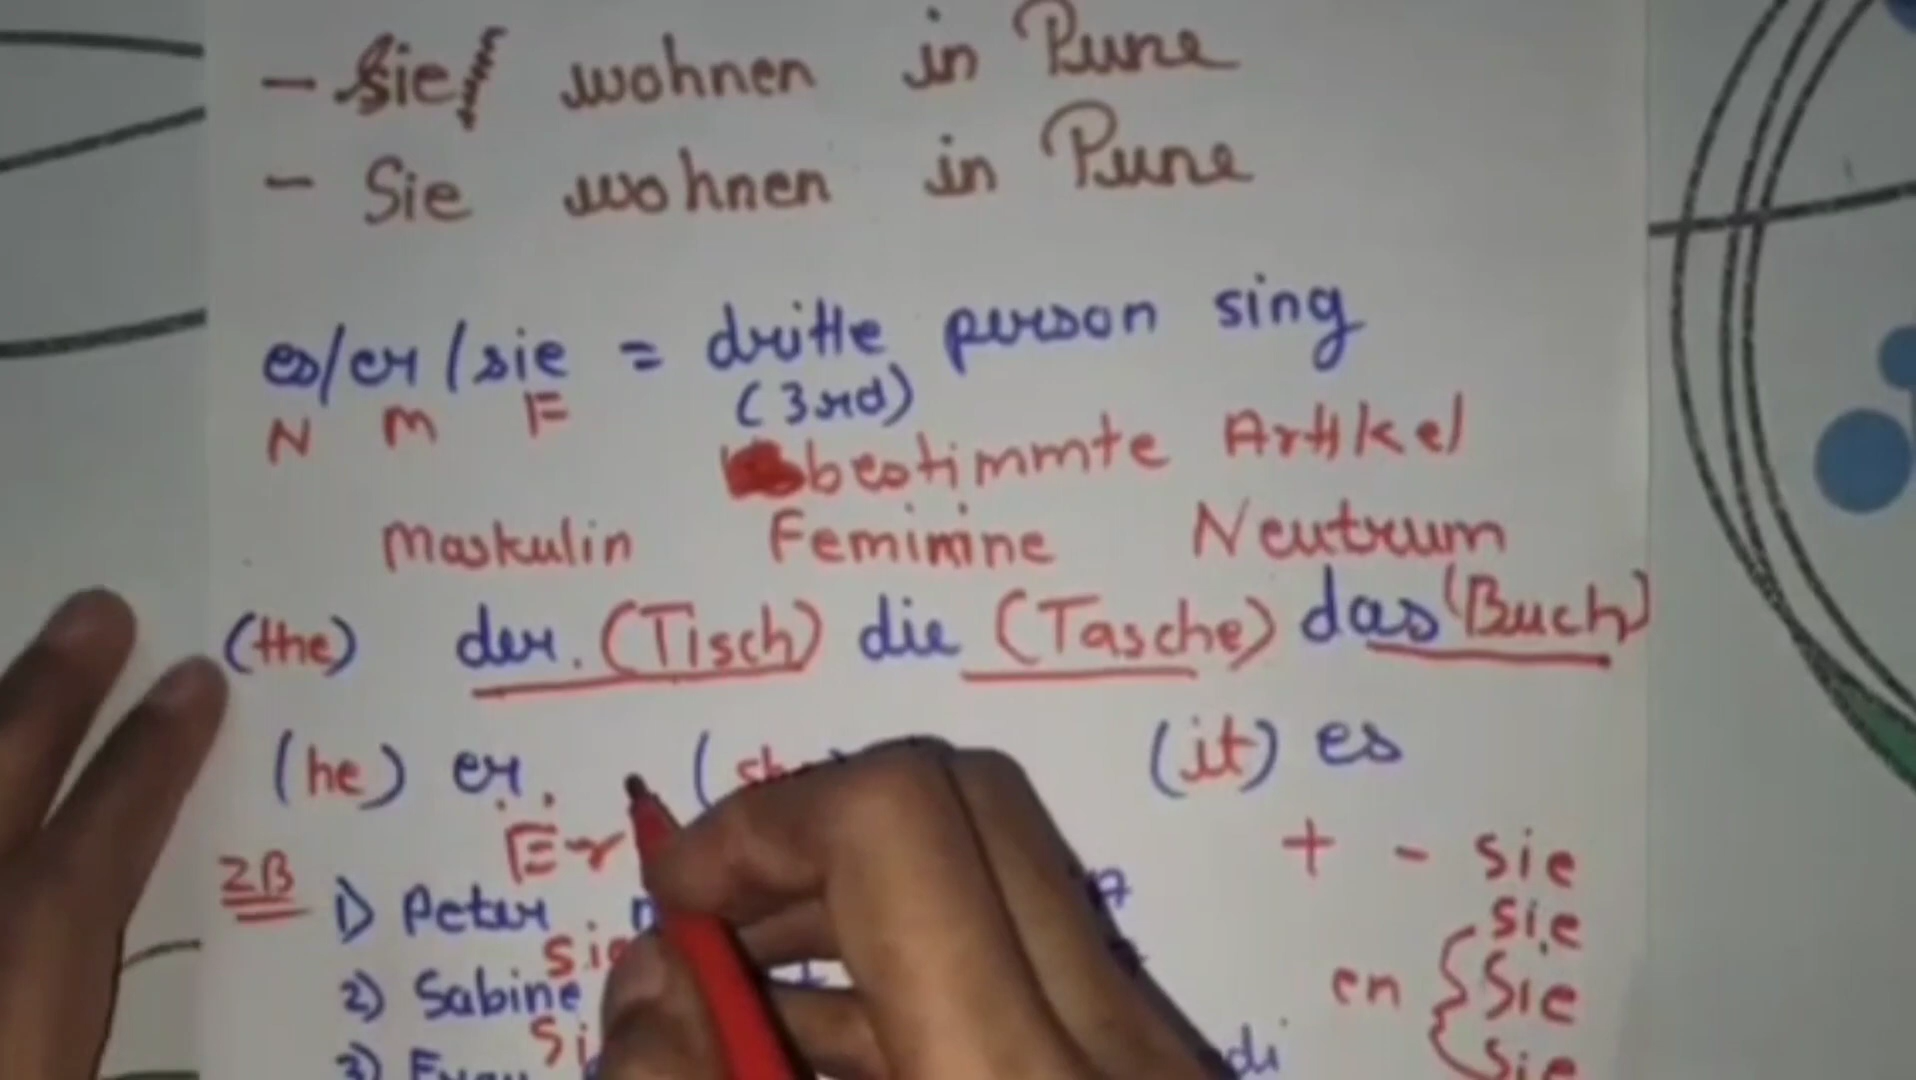 - Sie wohnen in Pune
- Sie wohnen in Pune
es/er/sie = dritte person sing
N M F (3rd)
bestimmte Artikel
Maskulin Feminine Neutrum
(the) der. (Tisch) die (Tasche) das (Buch)
(he) er. (it) es
Er + - sie
ZB 1) Peter sie
2) Sabine en { Sie
3) sie